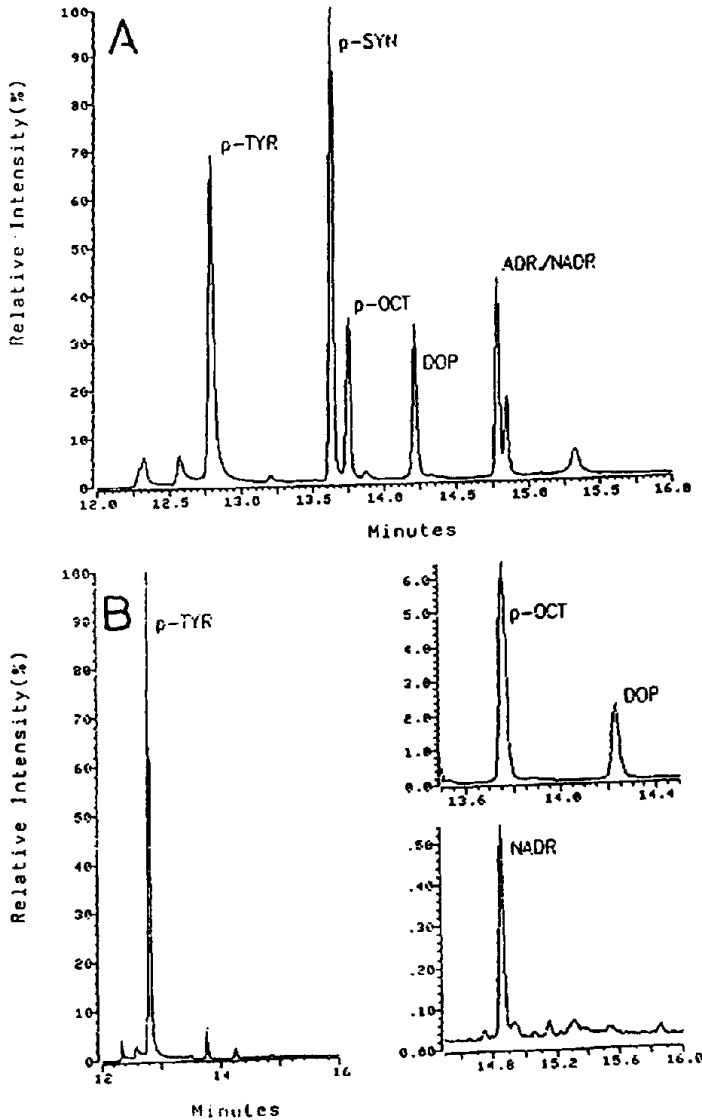 A
Relative Intensity(%)
100
90
80
70
60
50
40
30
20
10
0
p-TYR
p-SYN
p-OCT
DOP
ADR/NADR
12.0 12.5 13.0 13.5 14.0 14.5 15.0 15.5 16.0
Minutes
B
Relative Intensity(%)
100
90
80
70
60
50
40
30
20
10
0
p-TYR
12 14 16
Minutes
6.0
5.0
4.0
3.0
2.0
1.0
0.0
p-OCT
DOP
13.6 14.0 14.4
.50
.40
.30
.20
.10
0.00
NADR
14.8 15.2 15.6 16.0